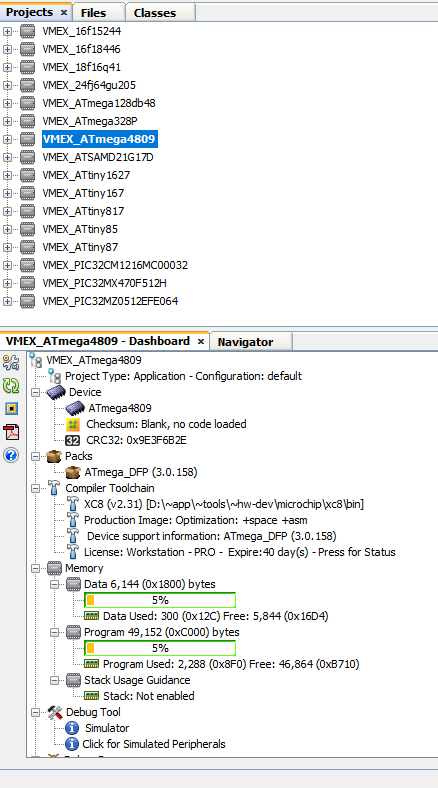 Projects × Files Classes
VMEX_16f15244
VMEX_16f18446
VMEX_18f16q41
VMEX_24fj64gu205
VMEX_ATmega128db48
VMEX_ATmega328P
VMEX_ATmega4809
VMEX_ATSAMD21G17D
VMEX_ATtiny1627
VMEX_ATtiny167
VMEX_ATtiny817
VMEX_ATtiny85
VMEX_ATtiny87
VMEX_PIC32CM1216MC00032
VMEX_PIC32MX470F512H
VMEX_PIC32MZ0512EFE064
VMEX_ATmega4809 - Dashboard × Navigator
VMEX_ATmega4809
Project Type: Application - Configuration: default
Device
ATmega4809
Checksum: Blank, no code loaded
32 CRC32: 0x9E3F6B2E
Packs
ATmega_DFP (3.0.158)
Compiler Toolchain
XC8 (v2.31) [D:\~app\~tools\~hw-dev\microchip\xc8\bin]
Production Image: Optimization: +space +asm
Device support information: ATmega_DFP (3.0.158)
License: Workstation - PRO - Expire:40 day(s) - Press for Status
Memory
Data 6,144 (0x1800) bytes
5%
Data Used: 300 (0x12C) Free: 5,844 (0x16D4)
Program 49,152 (0xC000) bytes
5%
Program Used: 2,288 (0x8F0) Free: 46,864 (0xB710)
Stack Usage Guidance
Stack: Not enabled
Debug Tool
Simulator
Click for Simulated Peripherals